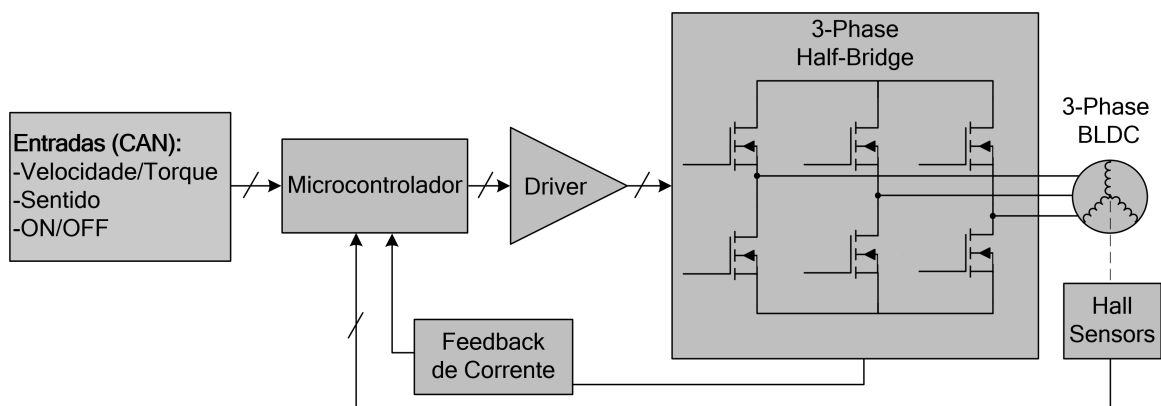 3-Phase
Half-Bridge
3-Phase
BLDC
Entradas (CAN):
-Velocidade/Torque
-Sentido
-ON/OFF
Microcontrolador
Driver
Hall
Sensors
Feedback
de Corrente